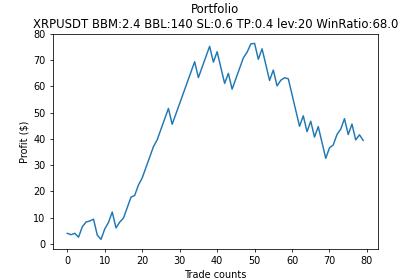 Portfolio
XRPUSDT BBM:2.4 BBL:140 SL:0.6 TP:0.4 lev:20 WinRatio:68.0
80
70
60
50
40
30
20
10
0
Profit ($)
0 10 20 30 40 50 60 70 80
Trade counts